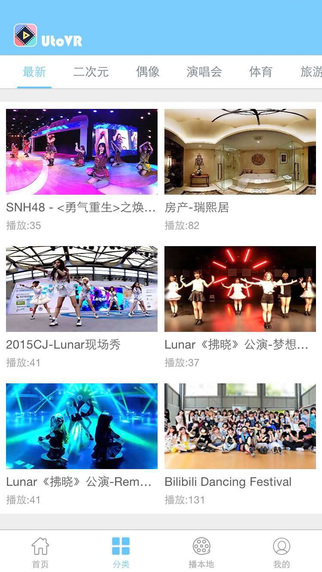 UtoVR
最新 二次元 偶像 演唱会 体育 旅游
SNH48 - <勇气重生>之焕...
播放:35
房产-瑞熙居
播放:82
2015CJ-Lunar现场秀
播放:41
Lunar《拂晓》公演-梦想...
播放:37
Lunar《拂晓》公演-Rem...
播放:41
Bilibili Dancing Festival
播放:131
首页 分类 播本地 我的